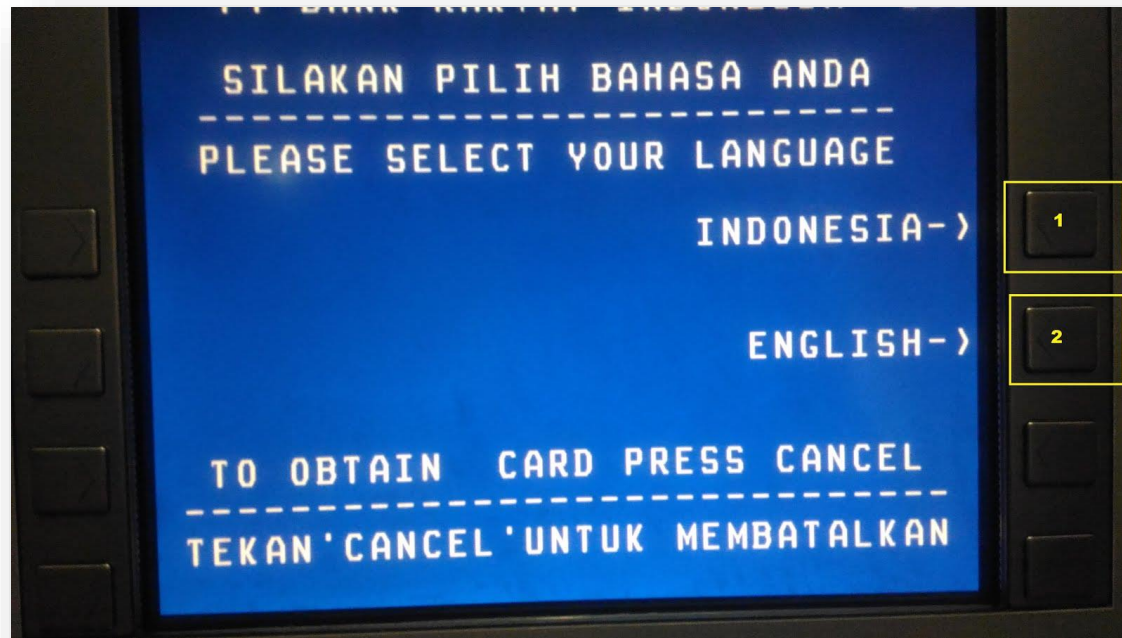 SILAKAN PILIH BAHASA ANDA
PLEASE SELECT YOUR LANGUAGE
INDONESIA->
1
ENGLISH->
2
TO OBTAIN CARD PRESS CANCEL
TEKAN'CANCEL'UNTUK MEMBATALKAN